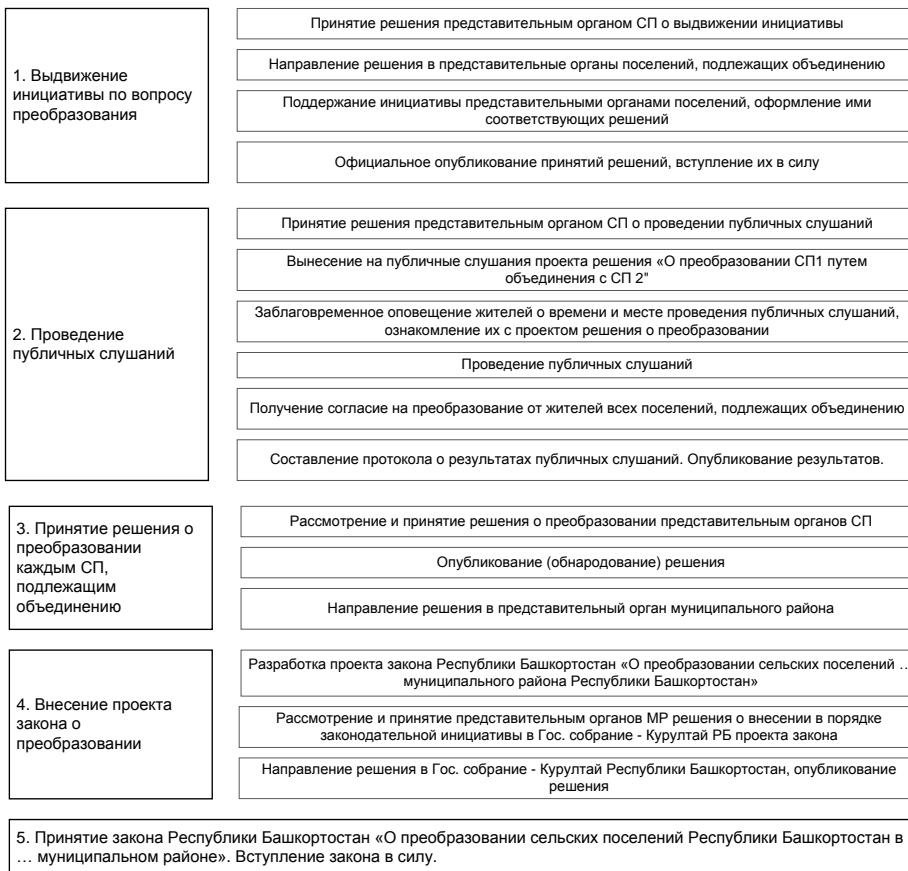 1. Выдвижение
инициативы по вопросу
преобразования
Принятие решения представительным органом СП о выдвижении инициативы
Направление решения в представительные органы поселений, подлежащих объединению
Поддержание инициативы представительными органами поселений, оформление ими
соответствующих решений
Официальное опубликование принятий решений, вступление их в силу
2. Проведение
публичных слушаний
Принятие решения представительным органом СП о проведении публичных слушаний
Вынесение на публичные слушания проекта решения «О преобразовании СП1 путем
объединения с СП 2"
Заблаговременное оповещение жителей о времени и месте проведения публичных слушаний,
ознакомление их с проектом решения о преобразовании
Проведение публичных слушаний
Получение согласие на преобразование от жителей всех поселений, подлежащих объединению
Составление протокола о результатах публичных слушаний. Опубликование результатов.
3. Принятие решения о
преобразовании
каждым СП,
подлежащим
объединению
Рассмотрение и принятие решения о преобразовании представительным органов СП
Опубликование (обнародование) решения
Направление решения в представительный орган муниципального района
4. Внесение проекта
закона о
преобразовании
Разработка проекта закона Республики Башкортостан «О преобразовании сельских поселений …
муниципального района Республики Башкортостан»
Рассмотрение и принятие представительным органов МР решения о внесении в порядке
законодательной инициативы в Гос. собрание - Курултай РБ проекта закона
Направление решения в Гос. собрание - Курултай Республики Башкортостан, опубликование
решения
5. Принятие закона Республики Башкортостан «О преобразовании сельских поселений Республики Башкортостан в
… муниципальном районе». Вступление закона в силу.